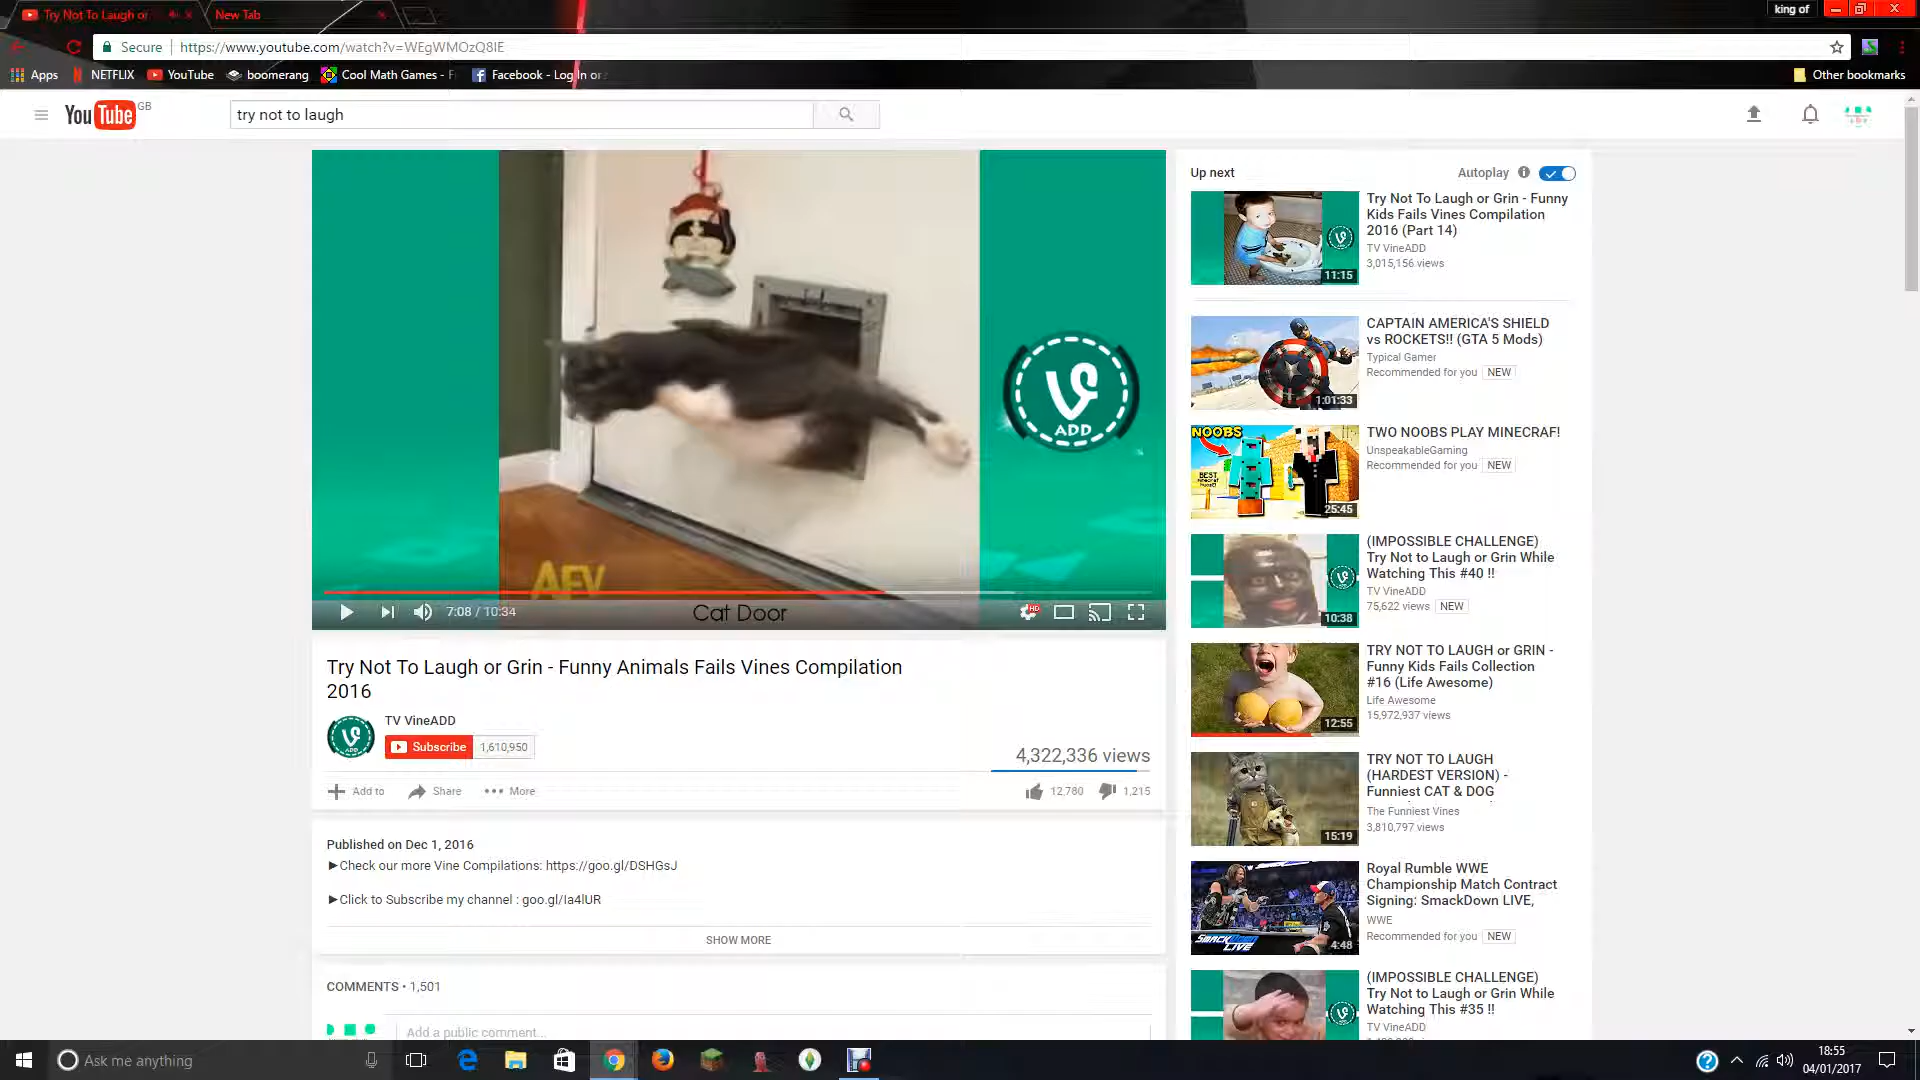 Try Not To Laugh or
New Tab
king of
Secure
https://www.youtube.com/watch?v=WEgWMOzQ8lE
Apps
NETFLIX
YouTube
boomerang
Cool Math Games - F
Facebook - Log In or
Other bookmarks
YouTube GB
try not to laugh
ADD
AFV
7:08 / 10:34
Cat Door
HD
Try Not To Laugh or Grin - Funny Animals Fails Vines Compilation
2016
TV VineADD
Subscribe 1,610,950
4,322,336 views
Add to
Share
More
12,780
1,215
Published on Dec 1, 2016
►Check our more Vine Compilations: https://goo.gl/DSHGsJ
►Click to Subscribe my channel : goo.gl/Ia4lUR
SHOW MORE
COMMENTS • 1,501
Add a public comment...
Up next
Autoplay
11:15
Try Not To Laugh or Grin - Funny
Kids Fails Vines Compilation
2016 (Part 14)
TV VineADD
3,015,156 views
1:01:33
CAPTAIN AMERICA'S SHIELD
vs ROCKETS!! (GTA 5 Mods)
Typical Gamer
Recommended for you NEW
NOOBS
25:45
TWO NOOBS PLAY MINECRAF!
UnspeakableGaming
Recommended for you NEW
10:38
(IMPOSSIBLE CHALLENGE)
Try Not to Laugh or Grin While
Watching This #40 !!
TV VineADD
75,622 views NEW
12:55
TRY NOT TO LAUGH or GRIN -
Funny Kids Fails Collection
#16 (Life Awesome)
Life Awesome
15,972,937 views
15:19
TRY NOT TO LAUGH
(HARDEST VERSION) -
Funniest CAT & DOG
The Funniest Vines
3,810,797 views
SMACKDOWN LIVE
4:48
Royal Rumble WWE
Championship Match Contract
Signing: SmackDown LIVE,
WWE
Recommended for you NEW
(IMPOSSIBLE CHALLENGE)
Try Not to Laugh or Grin While
Watching This #35 !!
TV VineADD
Ask me anything
18:55
04/01/2017